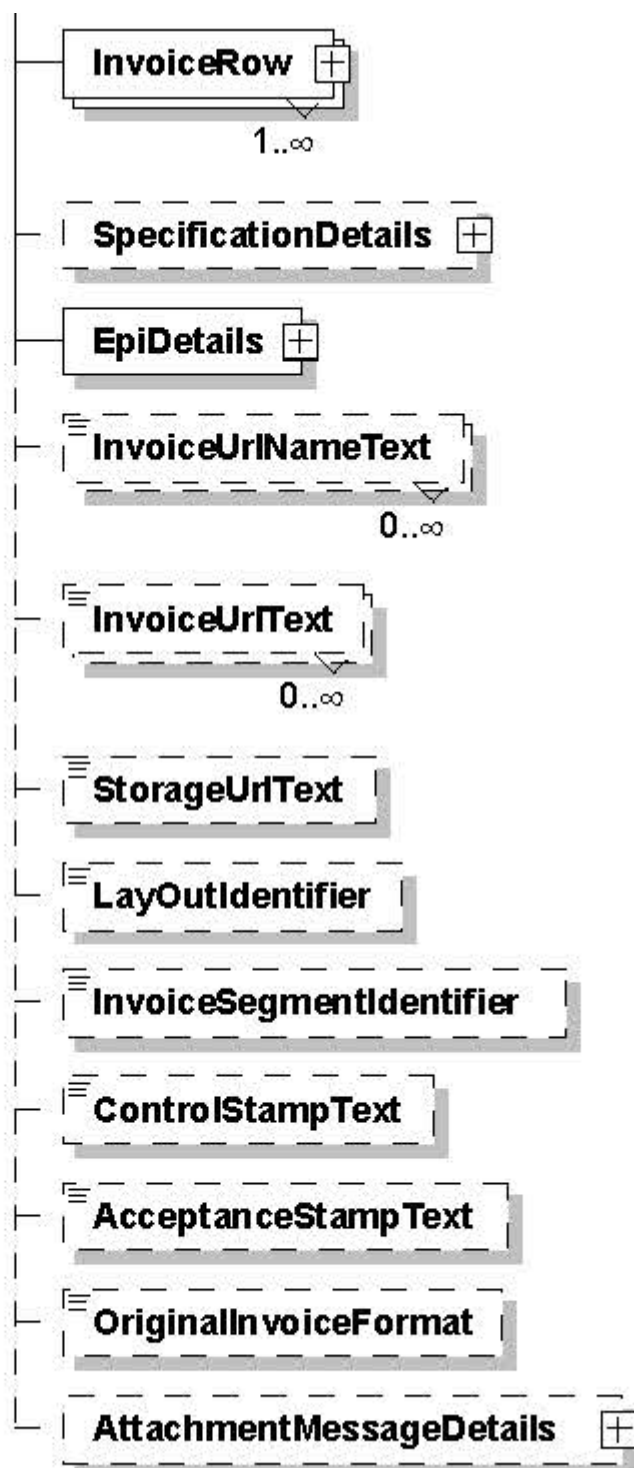 InvoiceRow
1..∞
SpecificationDetails
EpiDetails
InvoiceUrlNameText
0..∞
InvoiceUrlText
0..∞
StorageUrlText
LayOutIdentifier
InvoiceSegmentIdentifier
ControlStampText
AcceptanceStampText
OriginalInvoiceFormat
AttachmentMessageDetails